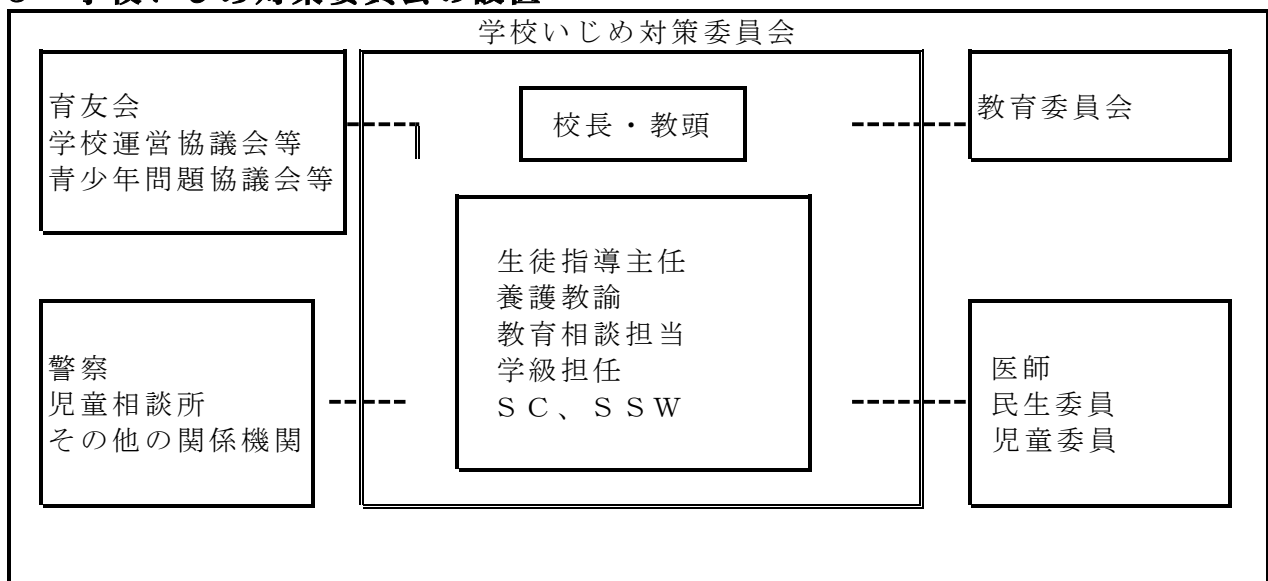 学校いじめ対策委員会
育友会
学校運営協議会等
青少年問題協議会等
校長・教頭
教育委員会
生徒指導主任
養護教諭
教育相談担当
学級担任
ＳＣ、ＳＳＷ
警察
児童相談所
その他の関係機関
医師
民生委員
児童委員